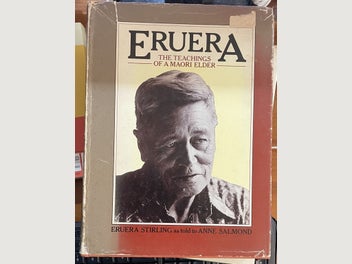 ERUERA
THE TEACHINGS
OF A MAORI ELDER
ERUERA STIRLING as told to ANNE SALMOND